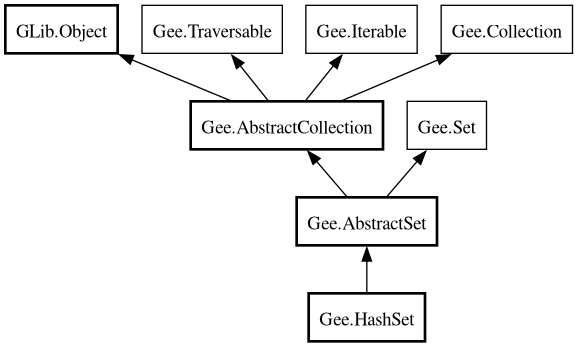 GLib.Object
Gee.Traversable
Gee.Iterable
Gee.Collection
Gee.AbstractCollection
Gee.Set
Gee.AbstractSet
Gee.HashSet